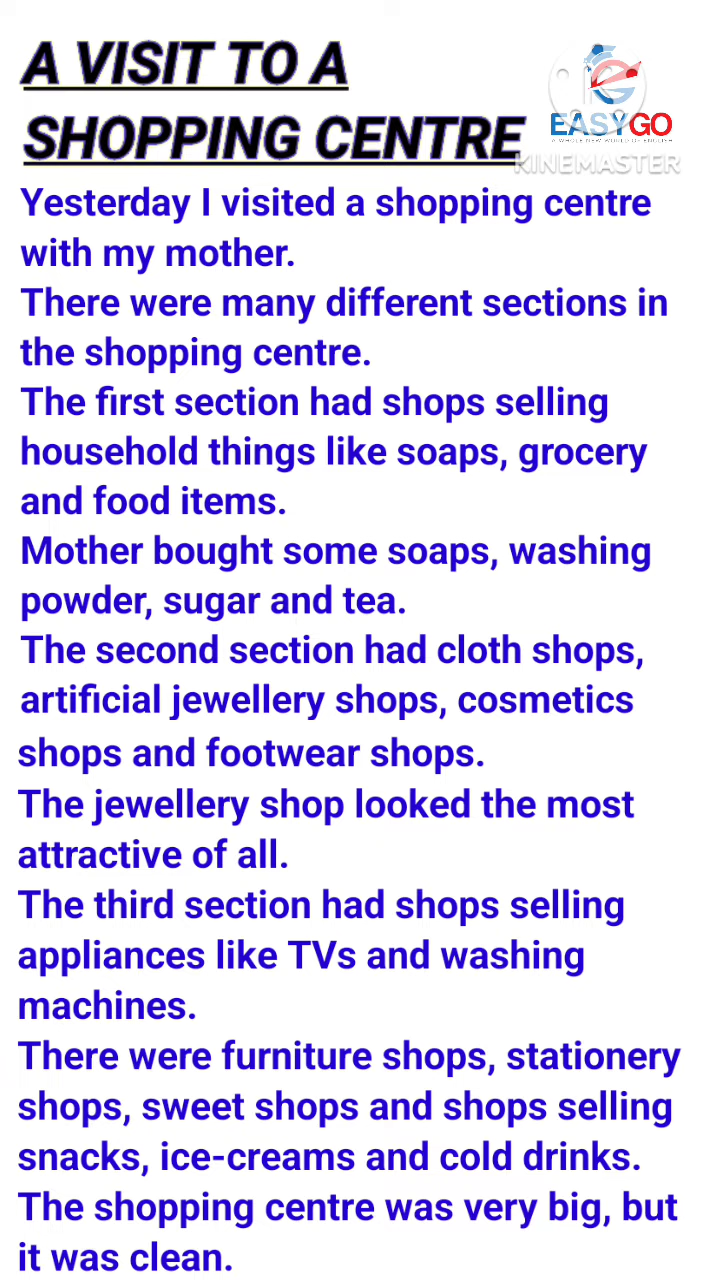 A VISIT TO A
SHOPPING CENTRE
EASYGO
A WHOLE NEW WORLD OF ENGLISH
KINEMASTER
Yesterday I visited a shopping centre
with my mother.
There were many different sections in
the shopping centre.
The first section had shops selling
household things like soaps, grocery
and food items.
Mother bought some soaps, washing
powder, sugar and tea.
The second section had cloth shops,
artificial jewellery shops, cosmetics
shops and footwear shops.
The jewellery shop looked the most
attractive of all.
The third section had shops selling
appliances like TVs and washing
machines.
There were furniture shops, stationery
shops, sweet shops and shops selling
snacks, ice-creams and cold drinks.
The shopping centre was very big, but
it was clean.